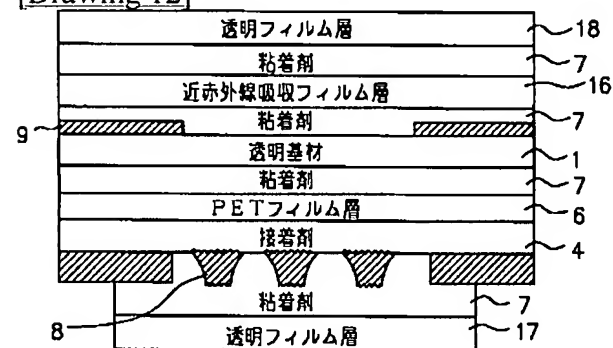 [Drawing 12]
透明フィルム層 18
粘着剤 7
近赤外線吸収フィルム層 16
9 粘着剤 7
透明基材 1
粘着剤 7
PETフィルム層 6
接着剤 4
8 粘着剤 7
透明フィルム層 17